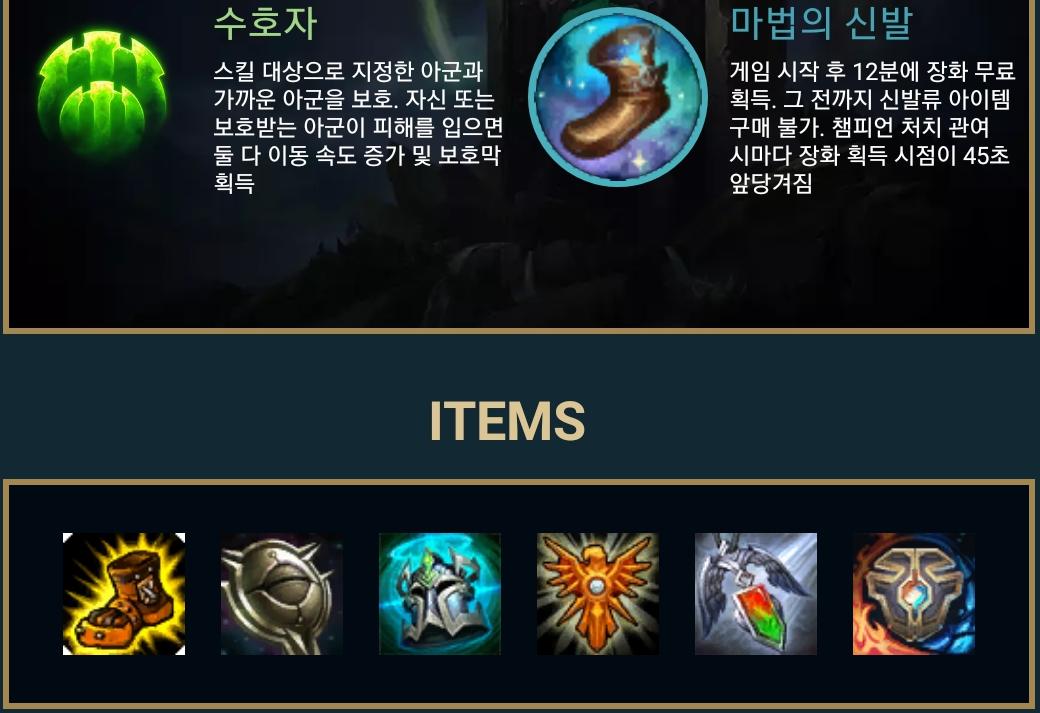 수호자
스킬 대상으로 지정한 아군과
가까운 아군을 보호. 자신 또는
보호받는 아군이 피해를 입으면
둘 다 이동 속도 증가 및 보호막
획득
마법의 신발
게임 시작 후 12분에 장화 무료
획득. 그 전까지 신발류 아이템
구매 불가. 챔피언 처치 관여
시마다 장화 획득 시점이 45초
앞당겨짐
ITEMS